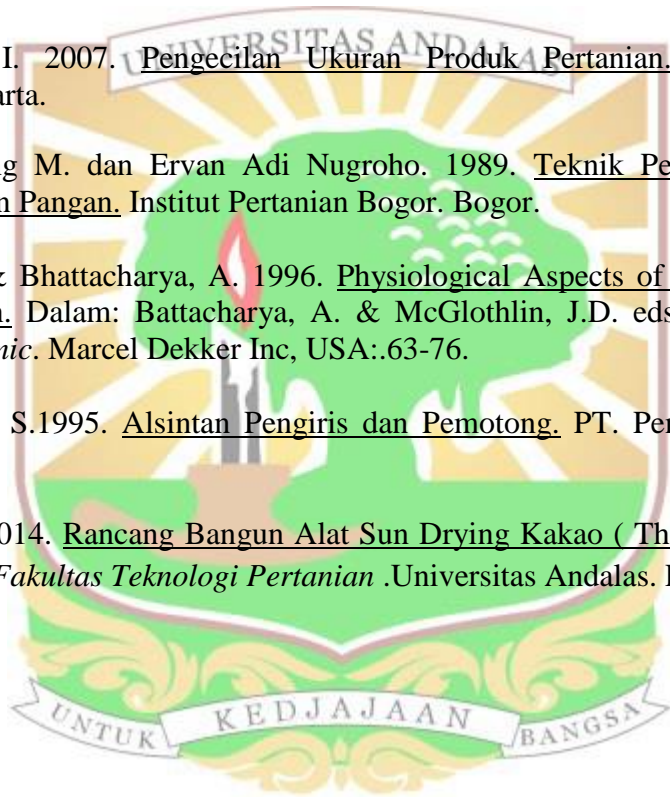 I. 2007. Pengecilan Ukuran Produk Pertanian.
UNIVERSITAS ANDALAS
arta.
g M. dan Ervan Adi Nugroho. 1989. Teknik Pe
n Pangan. Institut Pertanian Bogor. Bogor.
& Bhattacharya, A. 1996. Physiological Aspects of
n. Dalam: Battacharya, A. & McGlothlin, J.D. eds
nic. Marcel Dekker Inc, USA:.63-76.
S.1995. Alsintan Pengiris dan Pemotong. PT. Pe
014. Rancang Bangun Alat Sun Drying Kakao ( Th
Fakultas Teknologi Pertanian .Universitas Andalas.
UNTUK KEDJAJAAN BANGSA